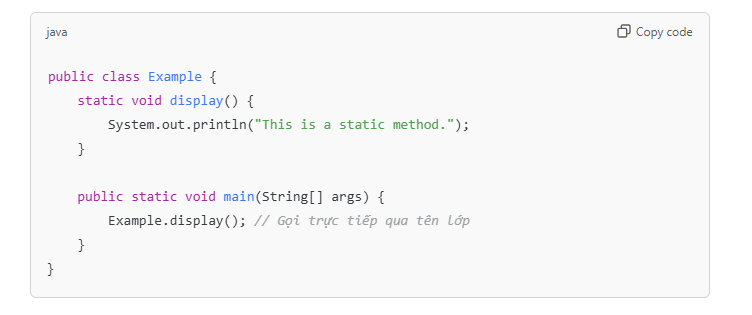 java
Copy code
public class Example {
    static void display() {
        System.out.println("This is a static method.");
    }

    public static void main(String[] args) {
        Example.display(); // Gọi trực tiếp qua tên lớp
    }
}